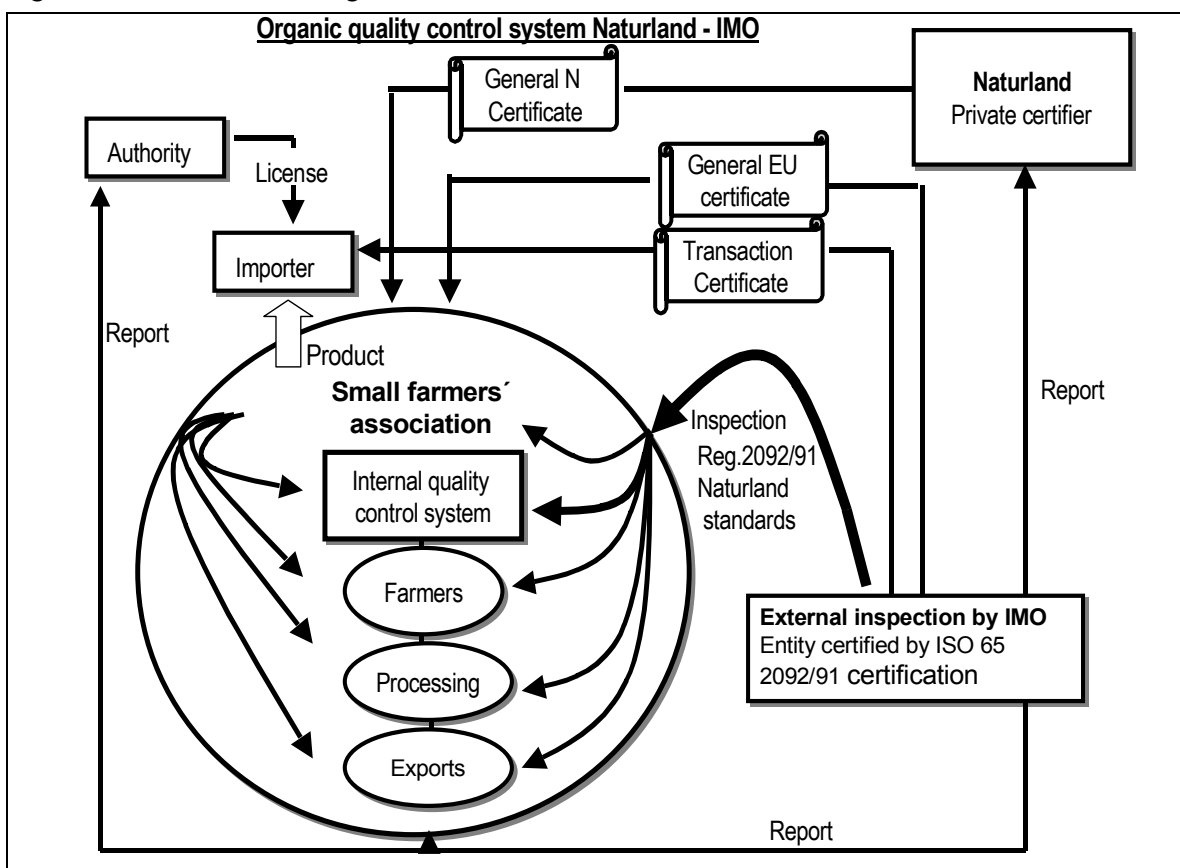 Organic quality control system Naturland - IMO
General N
Certificate
Naturland
Private certifier
Authority
License
General EU
certificate
Importer
Transaction
Certificate
Report
Product
Small farmers´
association
Report
Inspection
Reg.2092/91
Naturland
standards
Internal quality
control system
Farmers
External inspection by IMO
Entity certified by ISO 65
2092/91 certification
Processing
Exports
Report